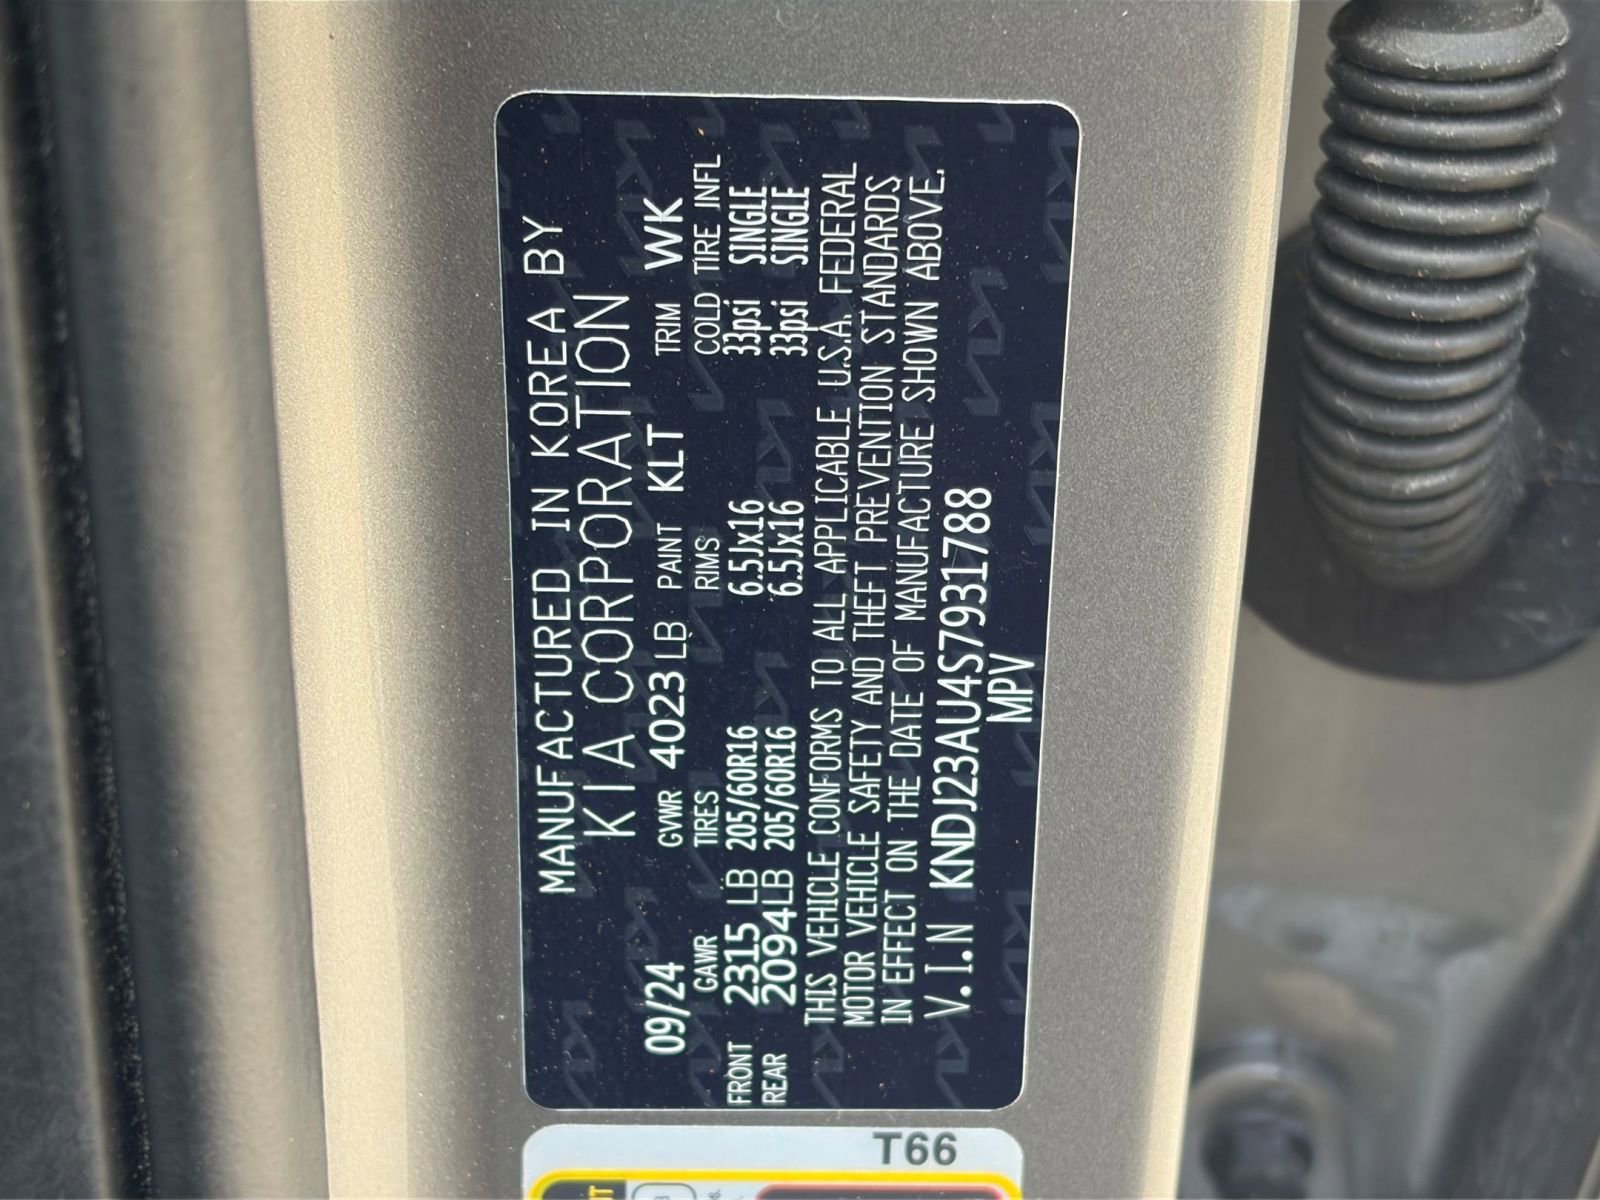 MANUFACTURED IN KOREA BY
KIA CORPORATION
09/24 GVWR 4023 LB PAINT KLT TRIM WK
GAWR TIRES RIMS COLD TIRE INFL
FRONT 2315 LB 205/60R16 6.5Jx16 33psi SINGLE
REAR 2094 LB 205/60R16 6.5Jx16 33psi SINGLE
THIS VEHICLE CONFORMS TO ALL APPLICABLE U.S.A. FEDERAL
MOTOR VEHICLE SAFETY AND THEFT PREVENTION STANDARDS
IN EFFECT ON THE DATE OF MANUFACTURE SHOWN ABOVE.
V.I.N KNDJ23AU4S7931788
MPV
T66